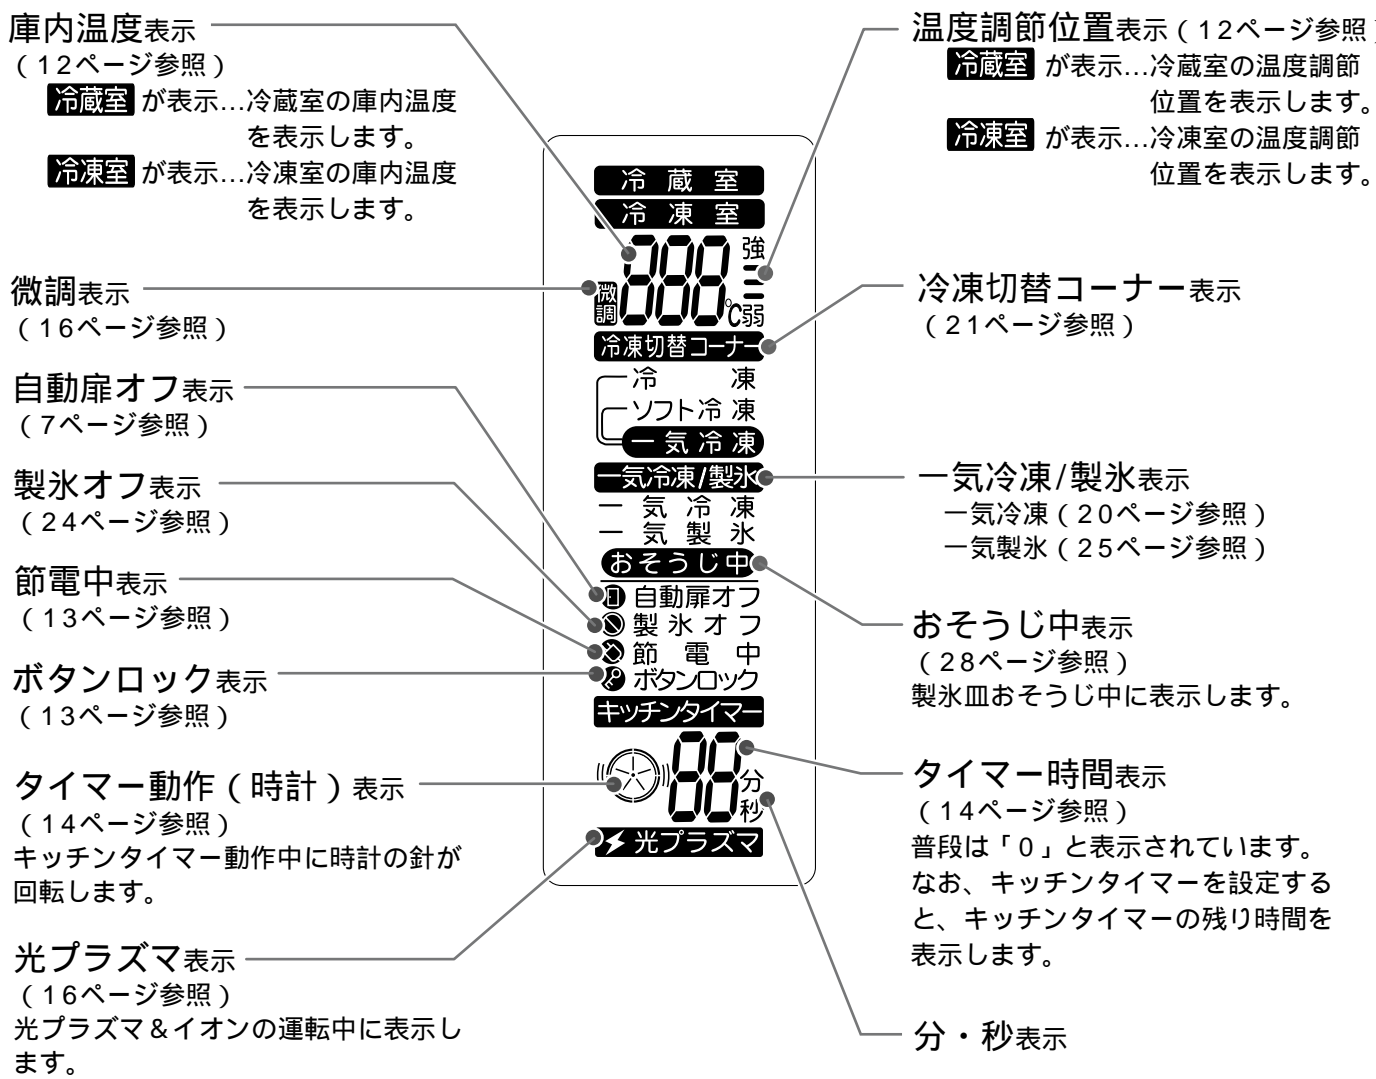 庫内温度表示
（12ページ参照）
冷蔵室 が表示…冷蔵室の庫内温度
を表示します。
冷凍室 が表示…冷凍室の庫内温度
を表示します。
微調表示
（16ページ参照）
自動扉オフ表示
（7ページ参照）
製氷オフ表示
（24ページ参照）
節電中表示
（13ページ参照）
ボタンロック表示
（13ページ参照）
タイマー動作（時計）表示
（14ページ参照）
キッチンタイマー動作中に時計の針が
回転します。
光プラズマ表示
（16ページ参照）
光プラズマ＆イオンの運転中に表示し
ます。
冷蔵室
冷凍室
強
微調 888 ℃ 弱
冷凍切替コーナー
冷凍
ソフト冷凍
一気冷凍
一気冷凍/製氷
一気冷凍
一気製氷
おそうじ中
自動扉オフ
製氷オフ
節電中
ボタンロック
キッチンタイマー
88 分
秒
光プラズマ
温度調節位置表示（12ページ参照）
冷蔵室 が表示…冷蔵室の温度調節
位置を表示します。
冷凍室 が表示…冷凍室の温度調節
位置を表示します。
冷凍切替コーナー表示
（21ページ参照）
一気冷凍/製氷表示
一気冷凍（20ページ参照）
一気製氷（25ページ参照）
おそうじ中表示
（28ページ参照）
製氷皿おそうじ中に表示します。
タイマー時間表示
（14ページ参照）
普段は「0」と表示されています。
なお、キッチンタイマーを設定する
と、キッチンタイマーの残り時間を
表示します。
分・秒表示